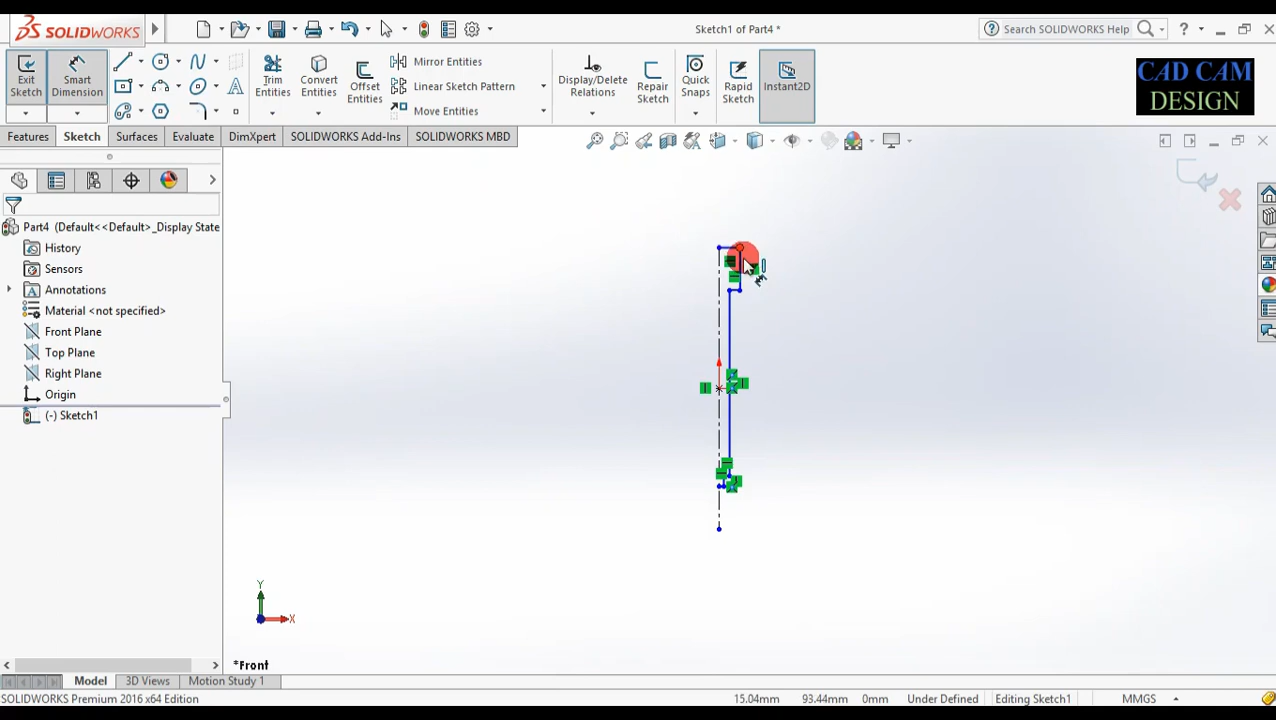 SOLIDWORKS
Sketch1 of Part4 *
Search SOLIDWORKS Help
Exit Sketch
Smart Dimension
Trim Entities
Convert Entities
Offset Entities
Mirror Entities
Linear Sketch Pattern
Move Entities
Display/Delete Relations
Repair Sketch
Quick Snaps
Rapid Sketch
Instant2D
CAD CAM
DESIGN
Features
Sketch
Surfaces
Evaluate
DimXpert
SOLIDWORKS Add-Ins
SOLIDWORKS MBD
Part4 (Default<<Default>_Display State
History
Sensors
Annotations
Material <not specified>
Front Plane
Top Plane
Right Plane
Origin
(-) Sketch1
Y
X
*Front
Model
3D Views
Motion Study 1
SOLIDWORKS Premium 2016 x64 Edition
15.04mm
93.44mm
0mm
Under Defined
Editing Sketch1
MMGS